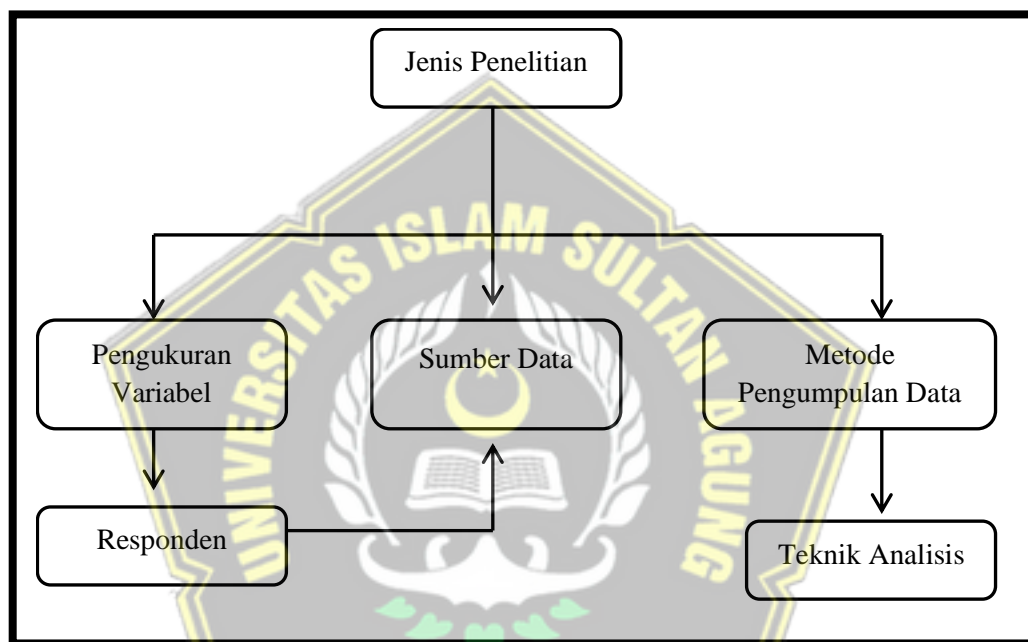 Jenis Penelitian
UNIVERSITAS ISLAM SULTAN AGUNG
Pengukuran
Variabel
Sumber Data
Metode
Pengumpulan Data
Responden
Teknik Analisis